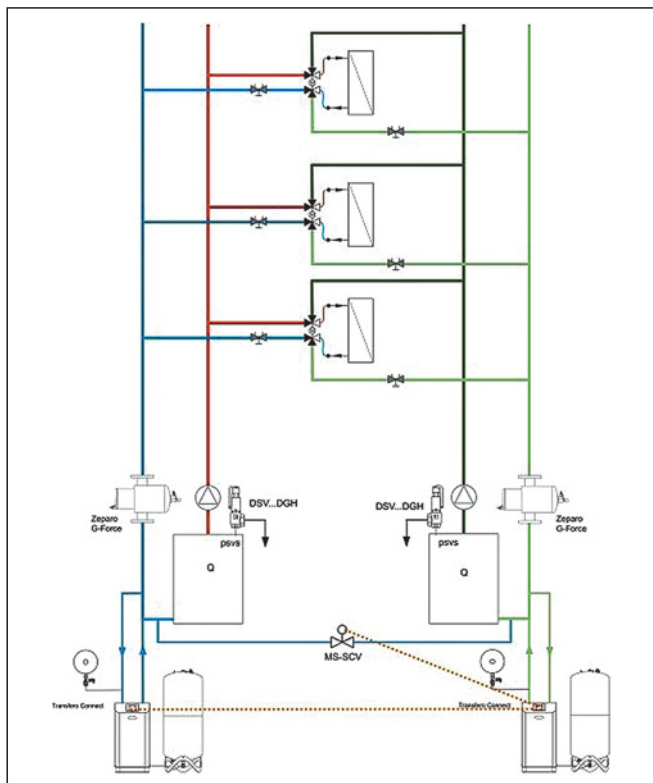 DSV...DGH
DSV...DGH
Zeparo
G-Force
Zeparo
G-Force
psvs
psvs
Q
Q
MS-SCV
Transfero Connect
Transfero Connect